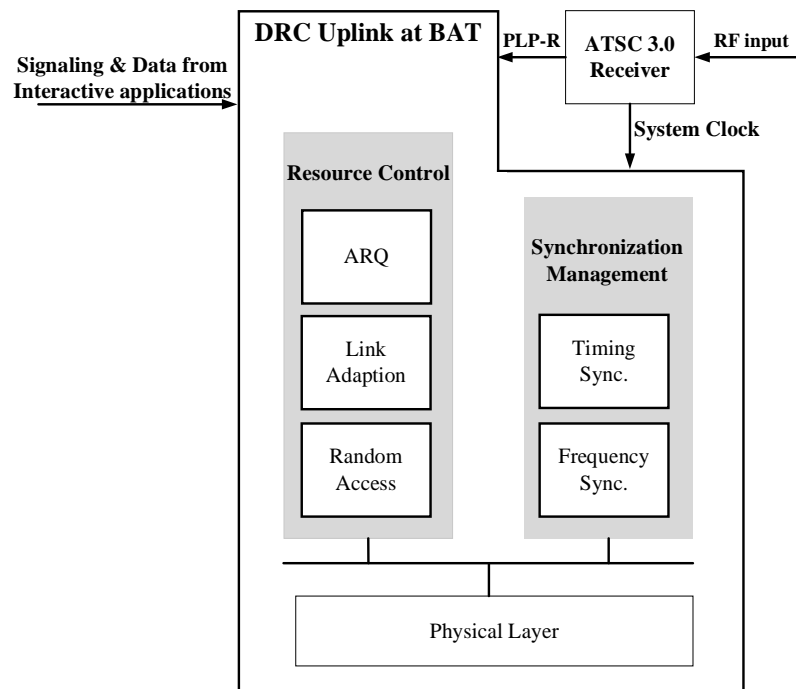 DRC Uplink at BAT
PLP-R
ATSC 3.0
Receiver
RF input
Signaling & Data from
Interactive applications
System Clock
Resource Control
ARQ
Link
Adaption
Random
Access
Synchronization
Management
Timing
Sync.
Frequency
Sync.
Physical Layer